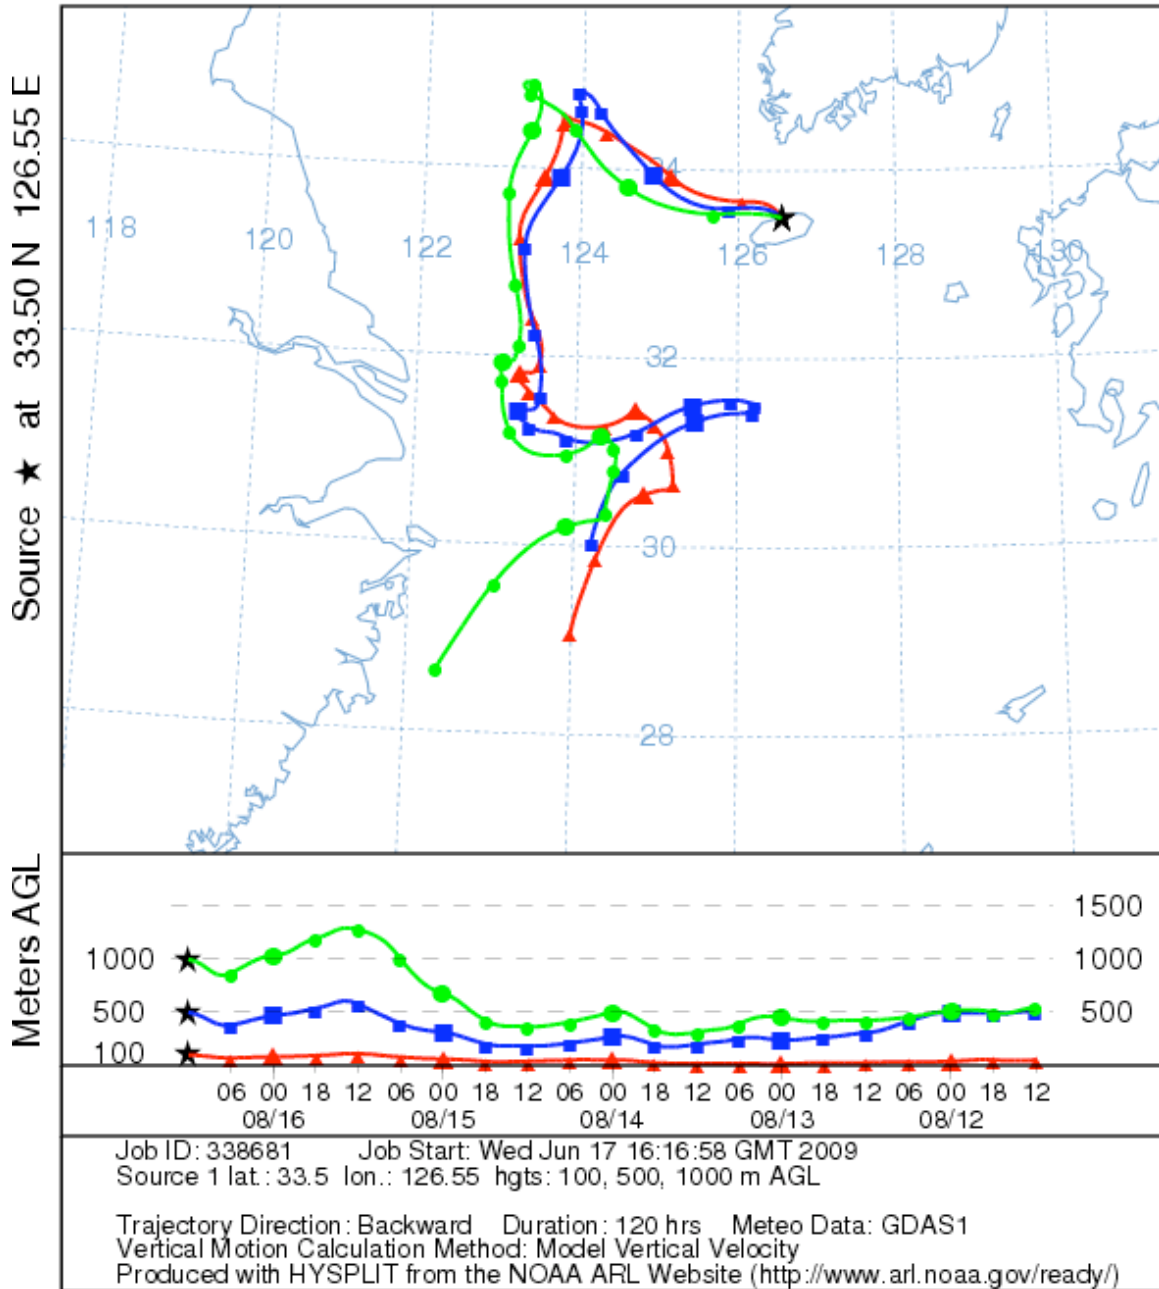 Source ★ at 33.50 N 126.55 E
34
118
120
122
124
126
128
130
32
30
28
Meters AGL
1500
1000
1000
500
500
100
06 00 18 12 06 00 18 12 06 00 18 12 06 00 18 12 06 00 18 12
08/16 08/15 08/14 08/13 08/12
Job ID: 338681 Job Start: Wed Jun 17 16:16:58 GMT 2009
Source 1 lat.: 33.5 lon.: 126.55 hgts: 100, 500, 1000 m AGL
Trajectory Direction: Backward Duration: 120 hrs Meteo Data: GDAS1
Vertical Motion Calculation Method: Model Vertical Velocity
Produced with HYSPLIT from the NOAA ARL Website (http://www.arl.noaa.gov/ready/)